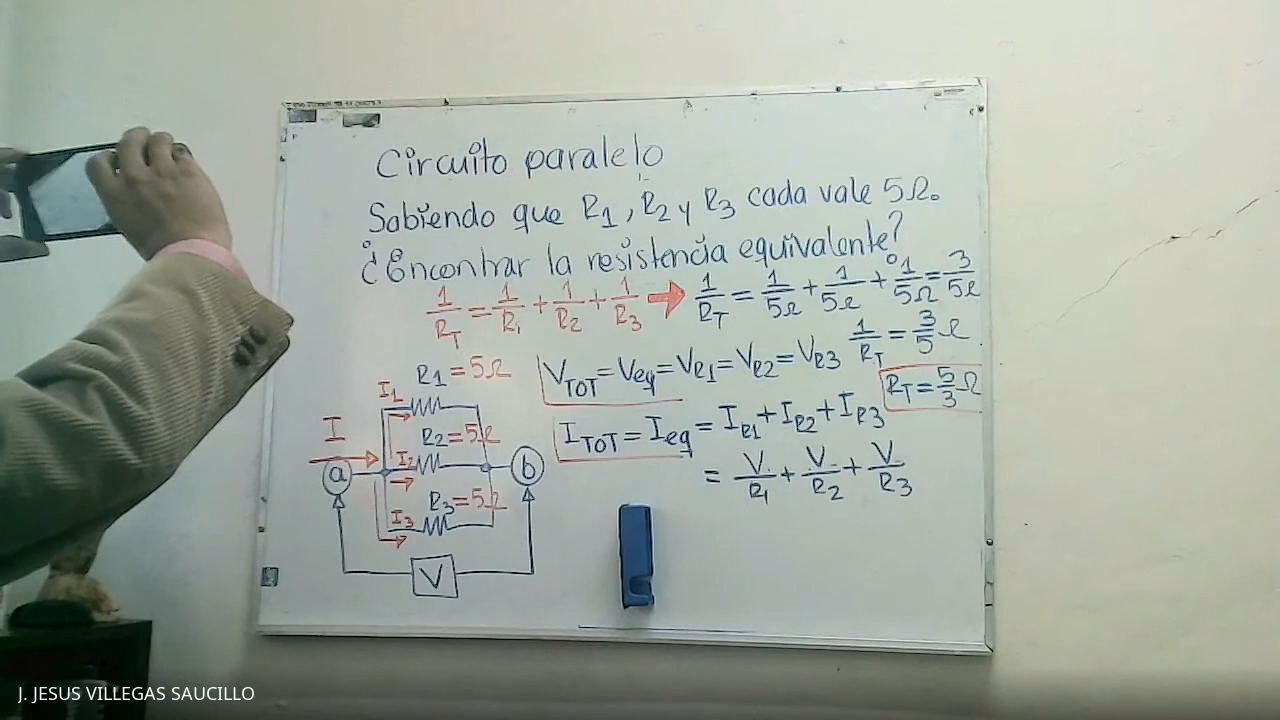 Circuito paralelo
Sabiendo que R1, R2 y R3 cada vale 5Ω.
¿Encontrar la resistencia equivalente?
1/RT = 1/R1 + 1/R2 + 1/R3 ➡ 1/RT = 1/5Ω + 1/5Ω + 1/5Ω = 3/5Ω
1/RT = 3/5 Ω
RT = 5/3 Ω
VTOT = Veq = VR1 = VR2 = VR3
ITOT = Ieq = IR1 + IR2 + IR3
= V/R1 + V/R2 + V/R3
R1 = 5Ω
I1
I
R2 = 5Ω
I2
a
b
R3 = 5Ω
I3
V
J. JESUS VILLEGAS SAUCILLO